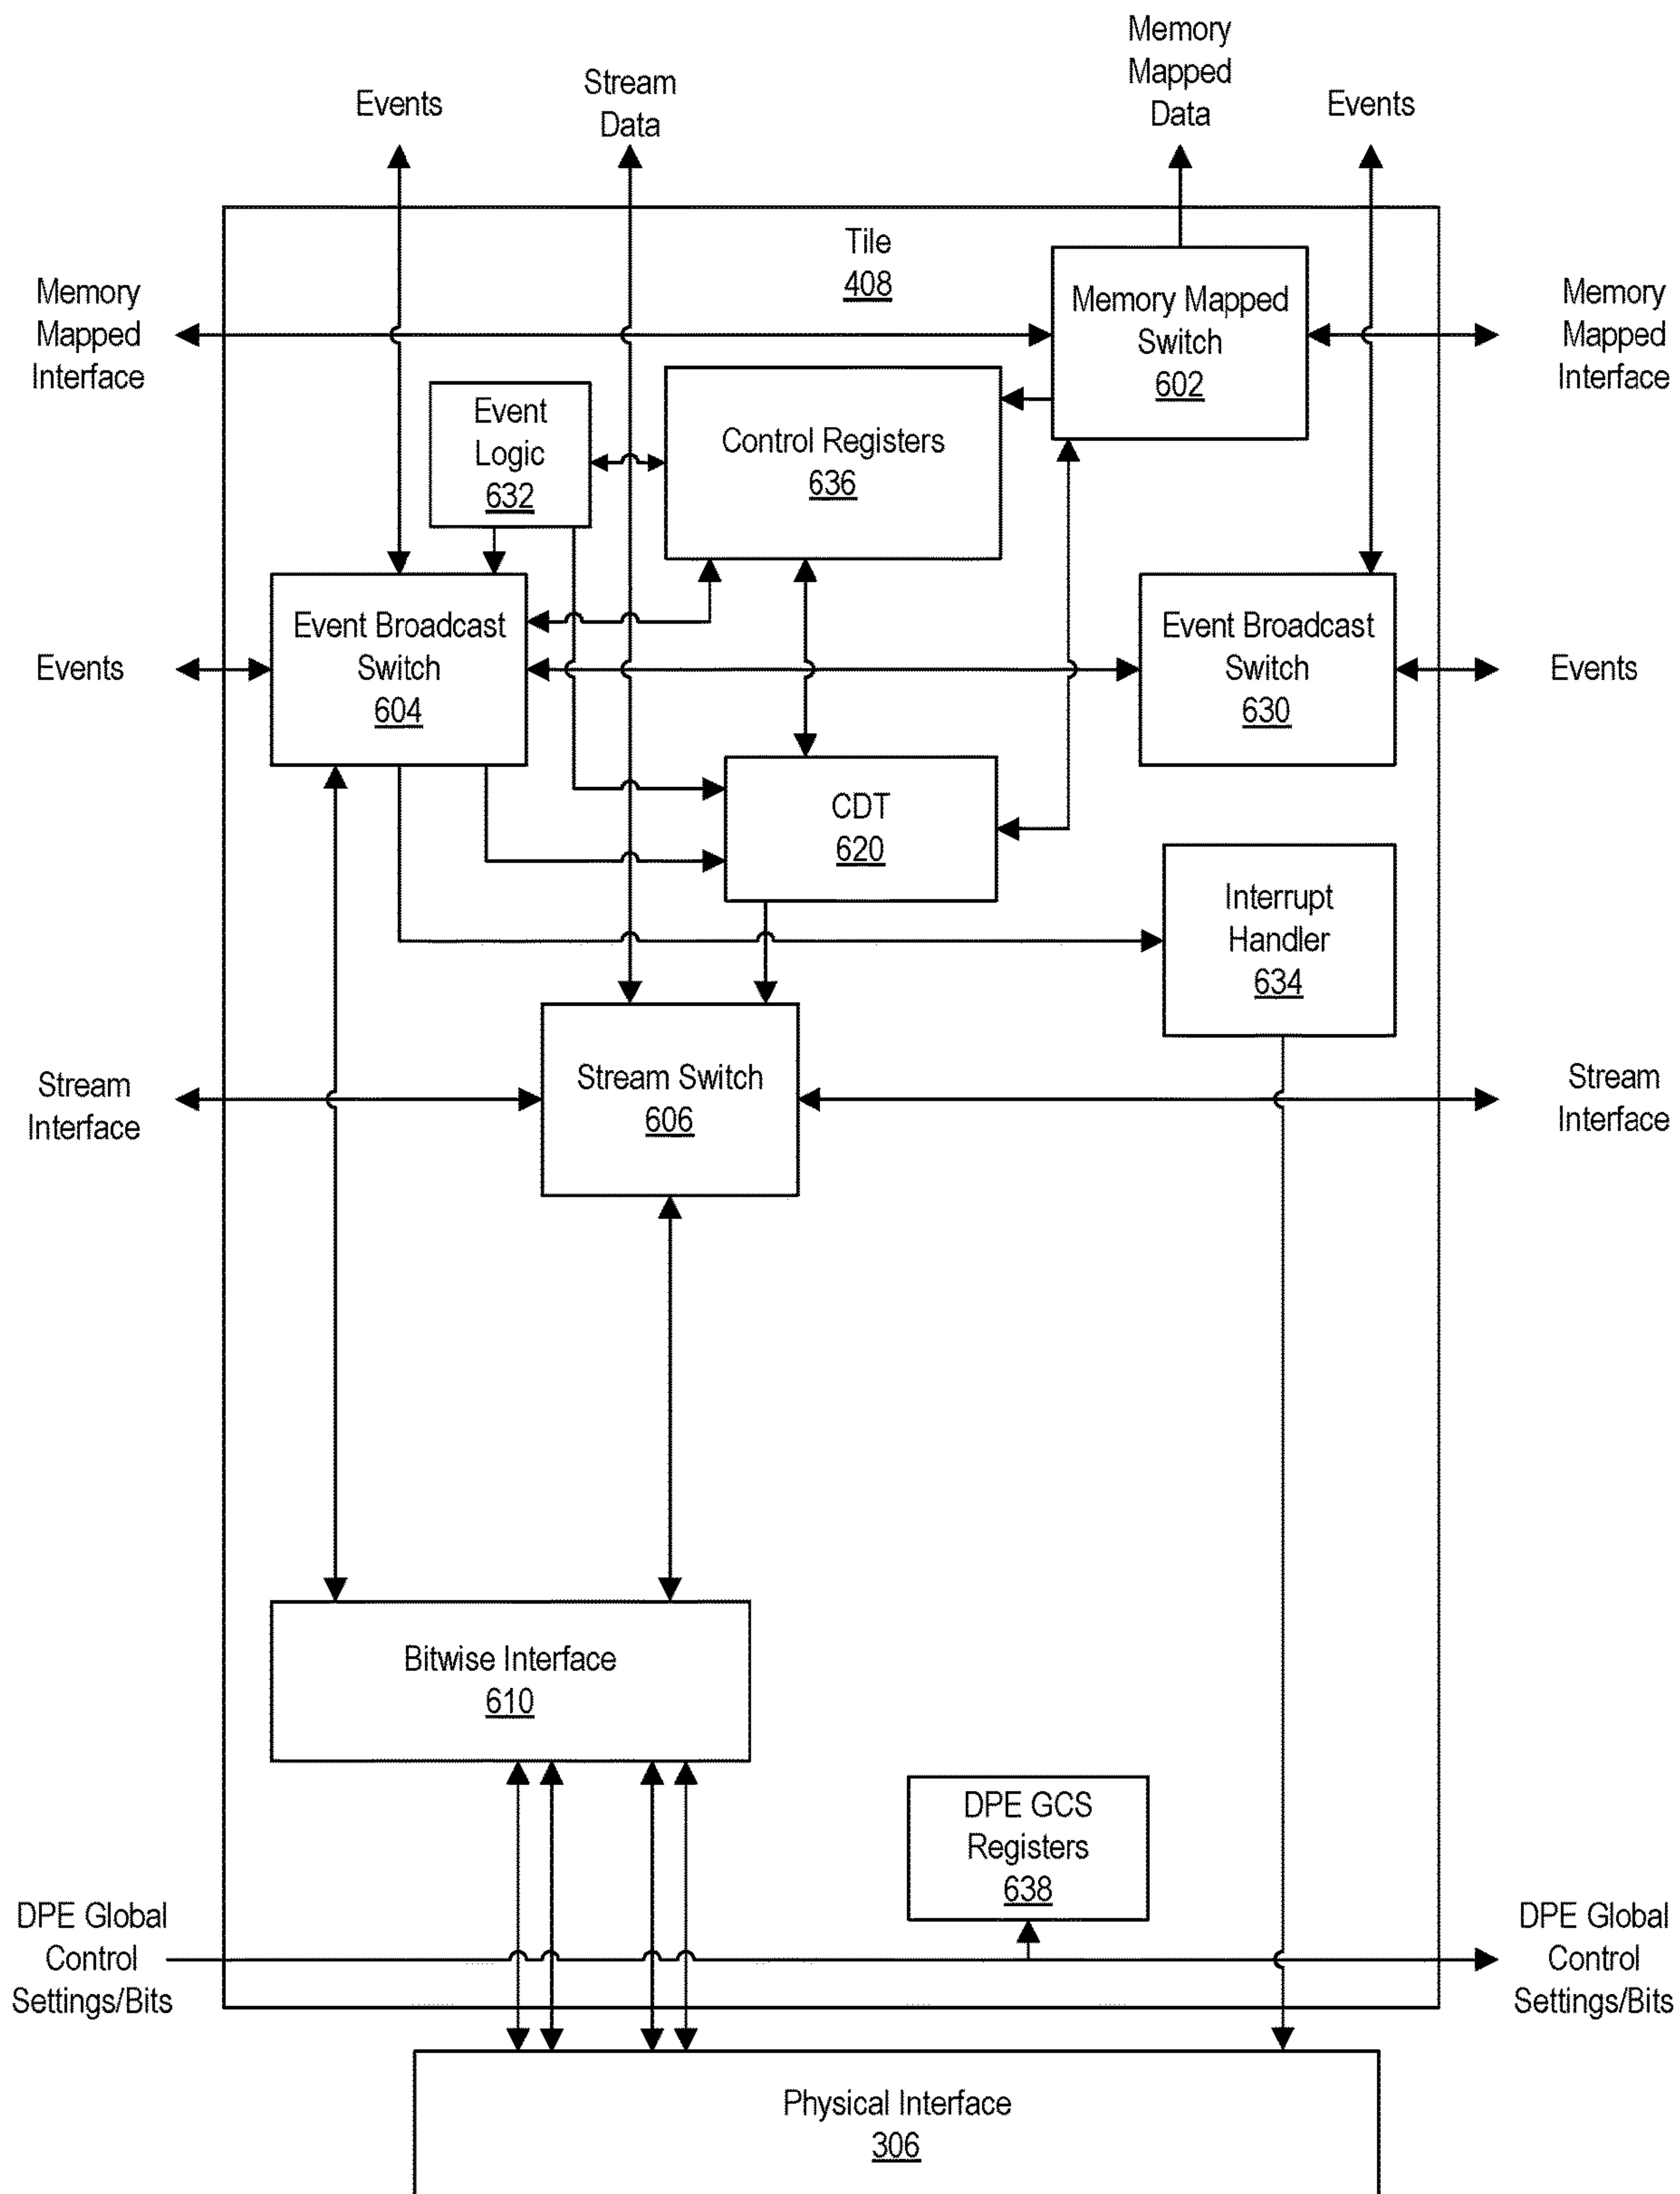 Memory
Mapped
Data
Stream
Data
Events
Events
Tile
408
Memory
Mapped
Interface
Memory Mapped
Switch
602
Memory
Mapped
Interface
Event
Logic
632
Control Registers
636
Event Broadcast
Switch
604
Event Broadcast
Switch
630
Events
Events
CDT
620
Interrupt
Handler
634
Stream
Interface
Stream Switch
606
Stream
Interface
Bitwise Interface
610
DPE GCS
Registers
638
DPE Global
Control
Settings/Bits
DPE Global
Control
Settings/Bits
Physical Interface
306